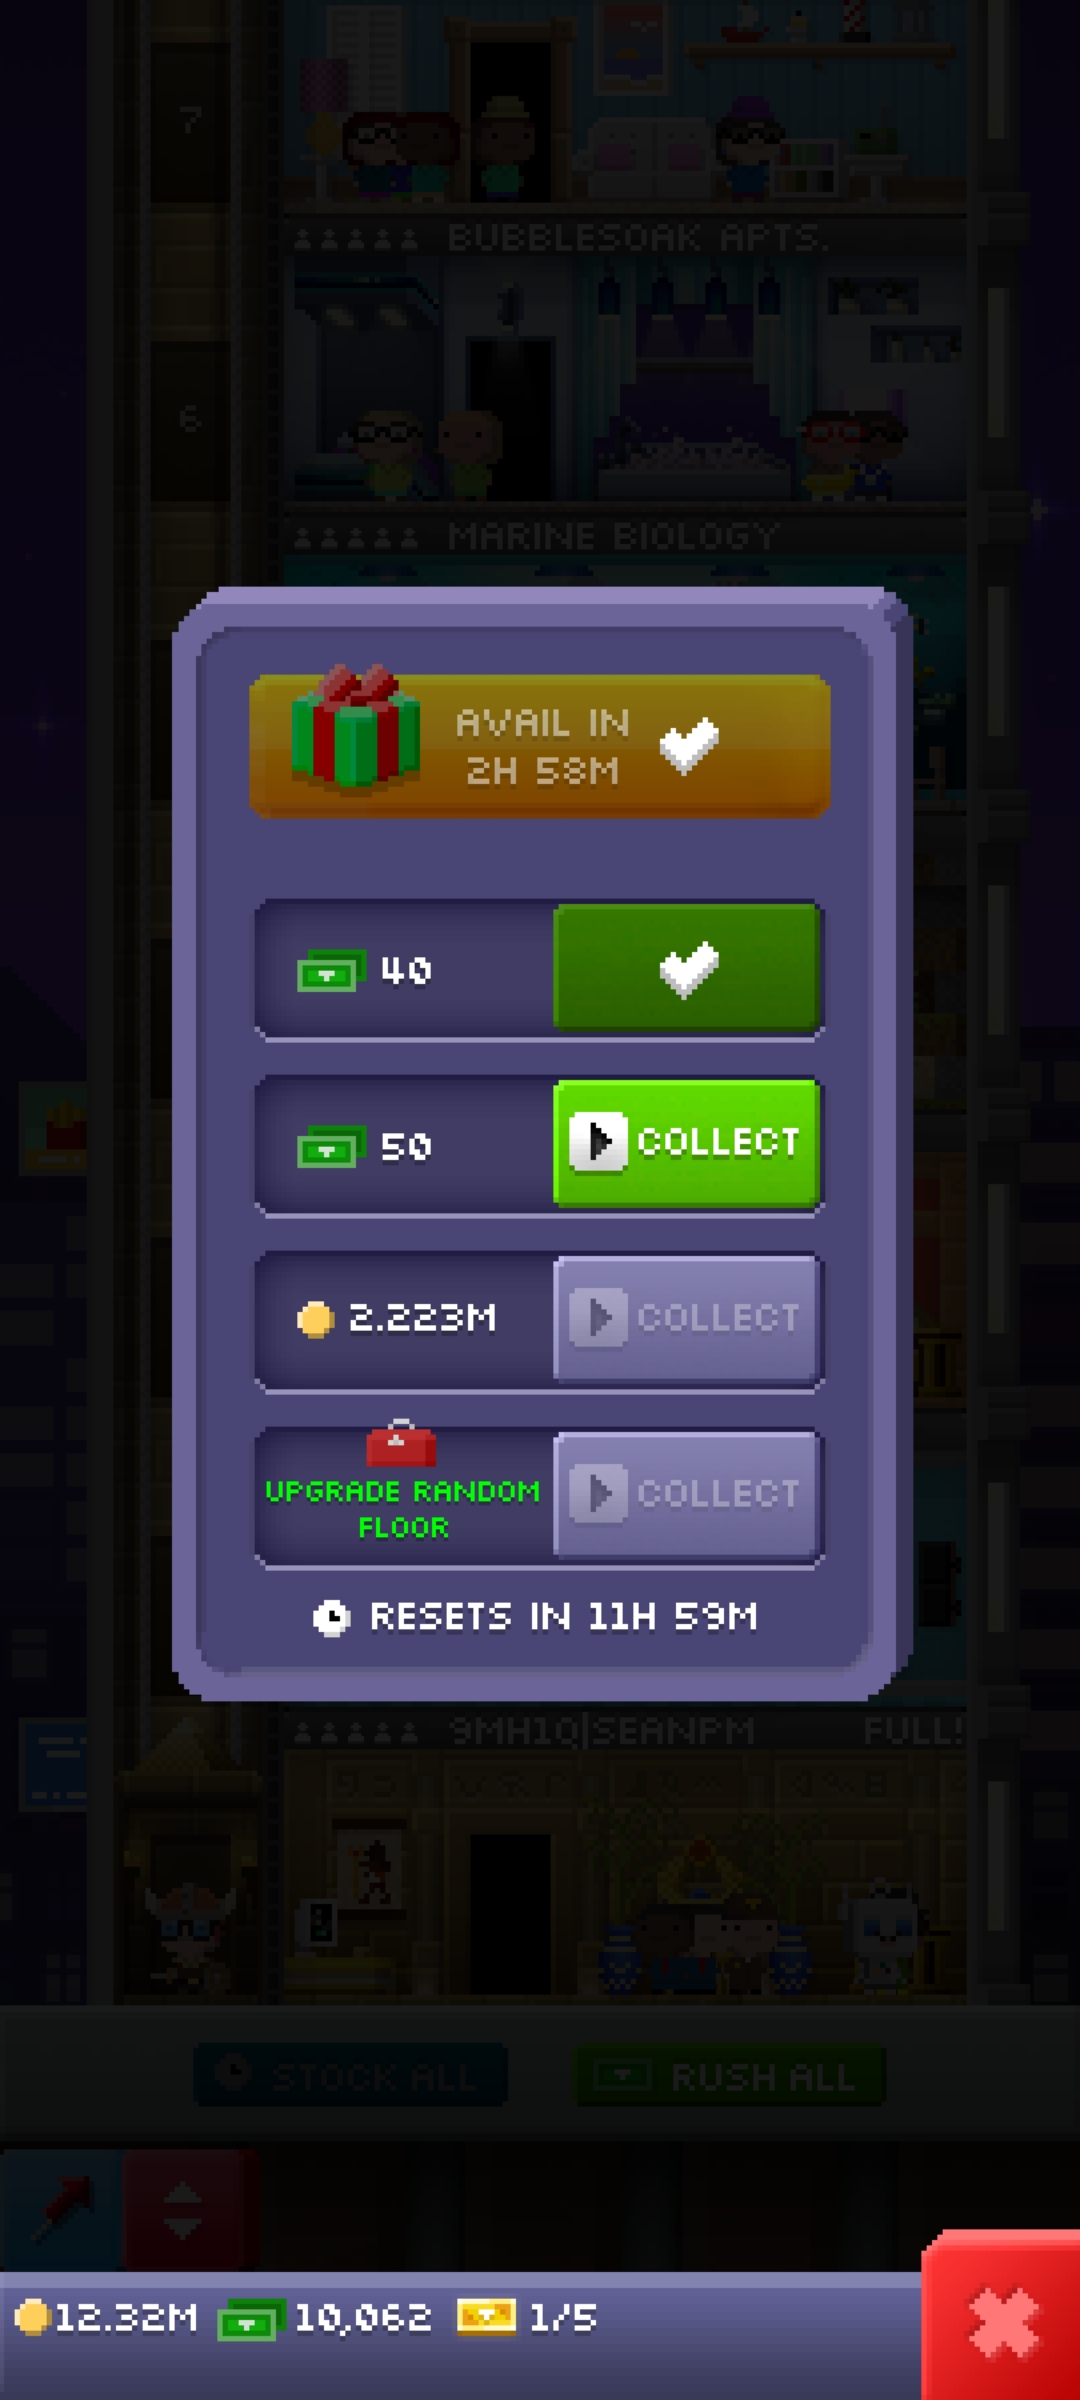 7
BUBBLESOAK APTS.
6
MARINE BIOLOGY
AVAIL IN
2H 58M
40
50
COLLECT
2.223M
COLLECT
UPGRADE RANDOM
FLOOR
COLLECT
RESETS IN 11H 59M
9MH1Q|SEANPM FULL!
STOCK ALL
RUSH ALL
12.32M 10,062 1/5